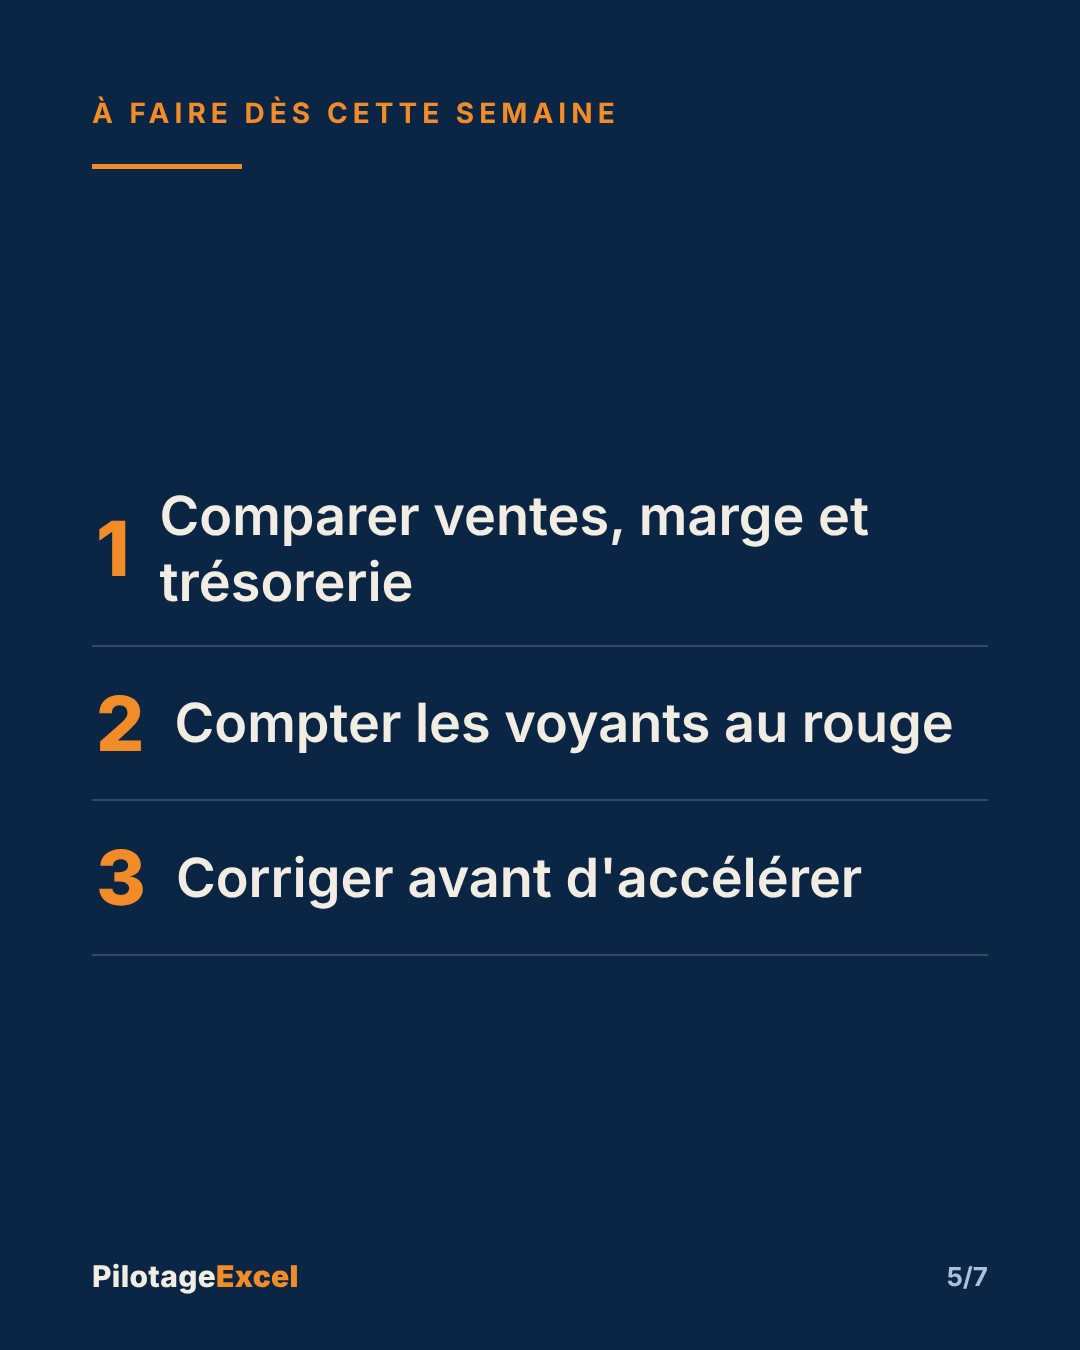 À FAIRE DÈS CETTE SEMAINE
1 Comparer ventes, marge et
trésorerie
2 Compter les voyants au rouge
3 Corriger avant d'accélérer
PilotageExcel
5/7